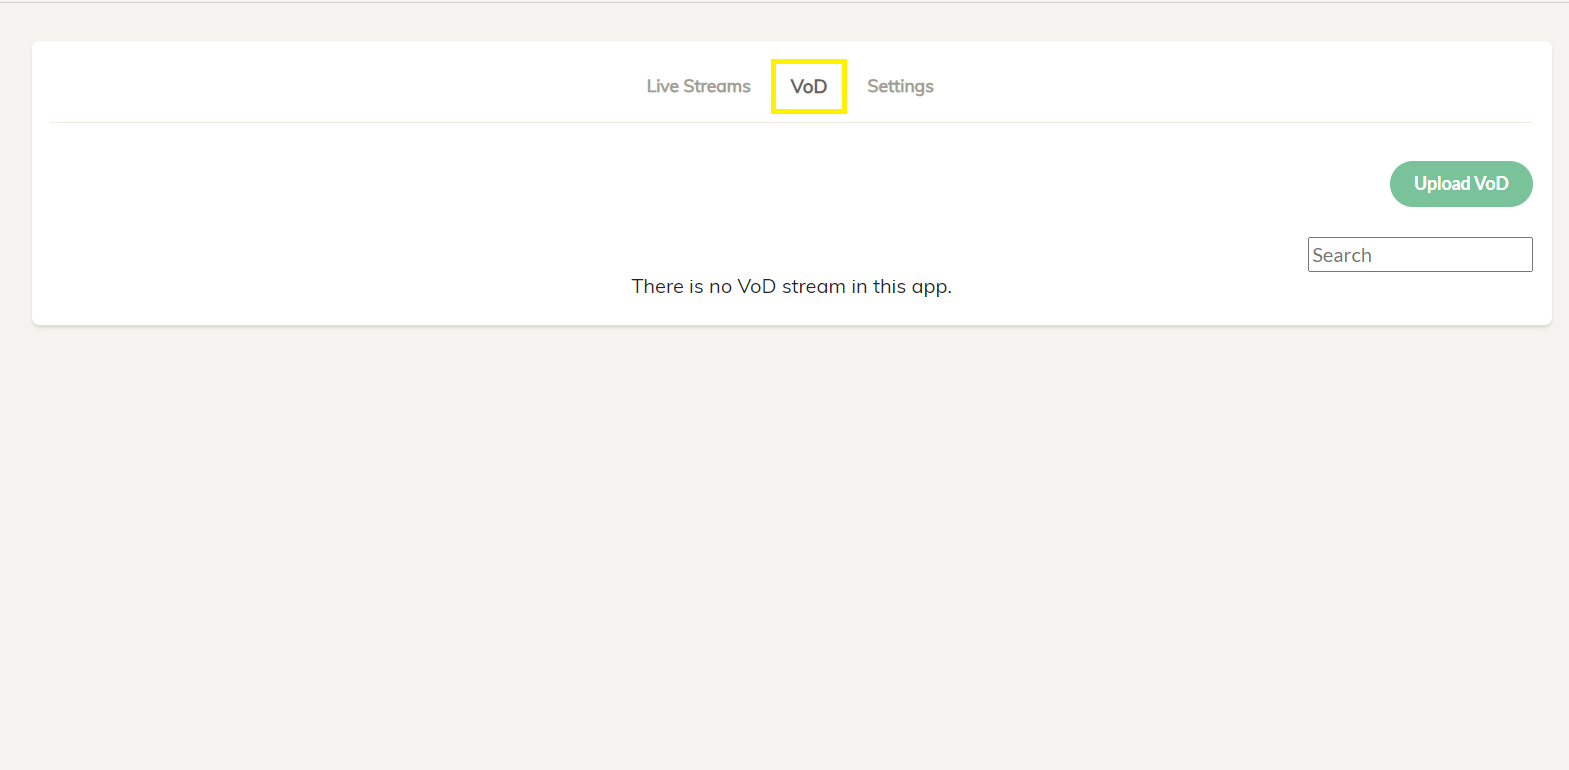 Live Streams VoD Settings
Upload VoD
Search
There is no VoD stream in this app.